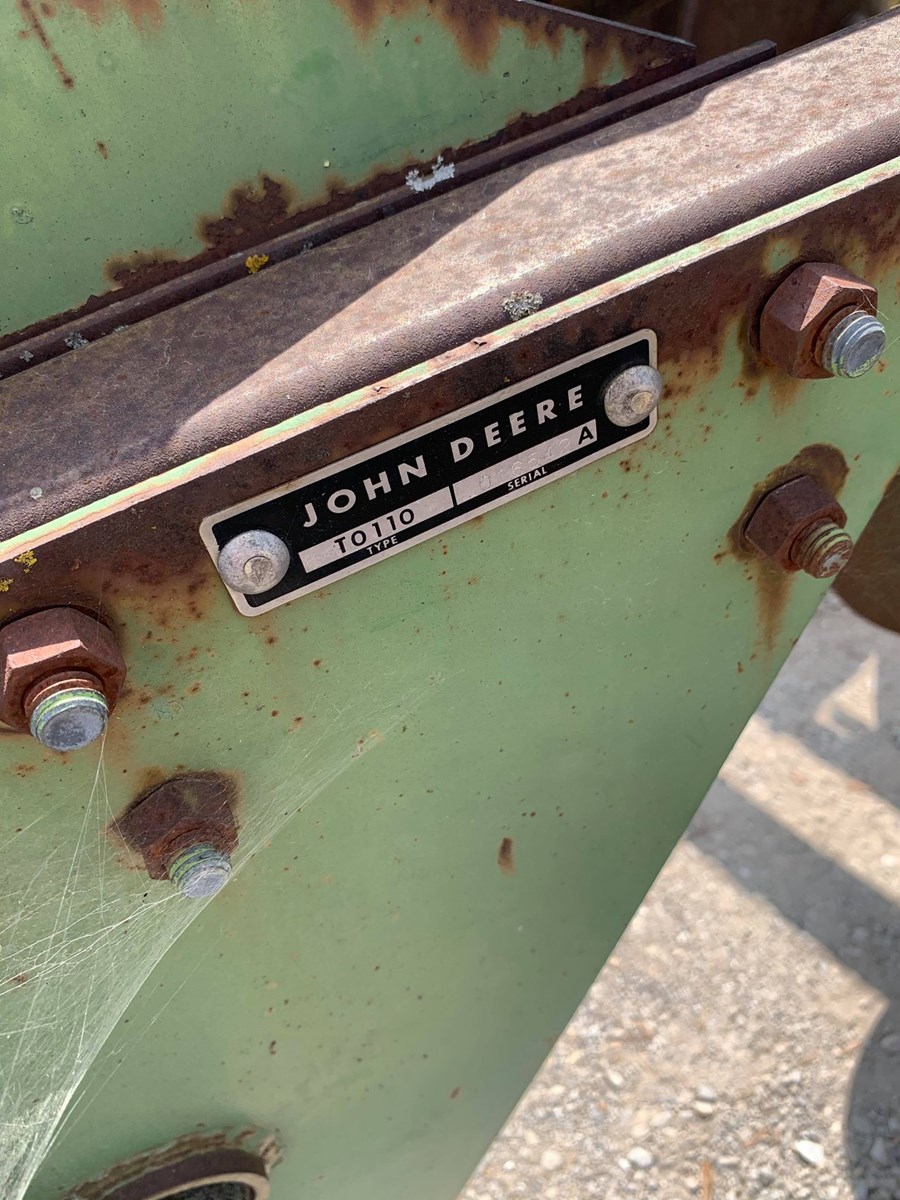 JOHN DEERE
TO110 A
TYPE SERIAL